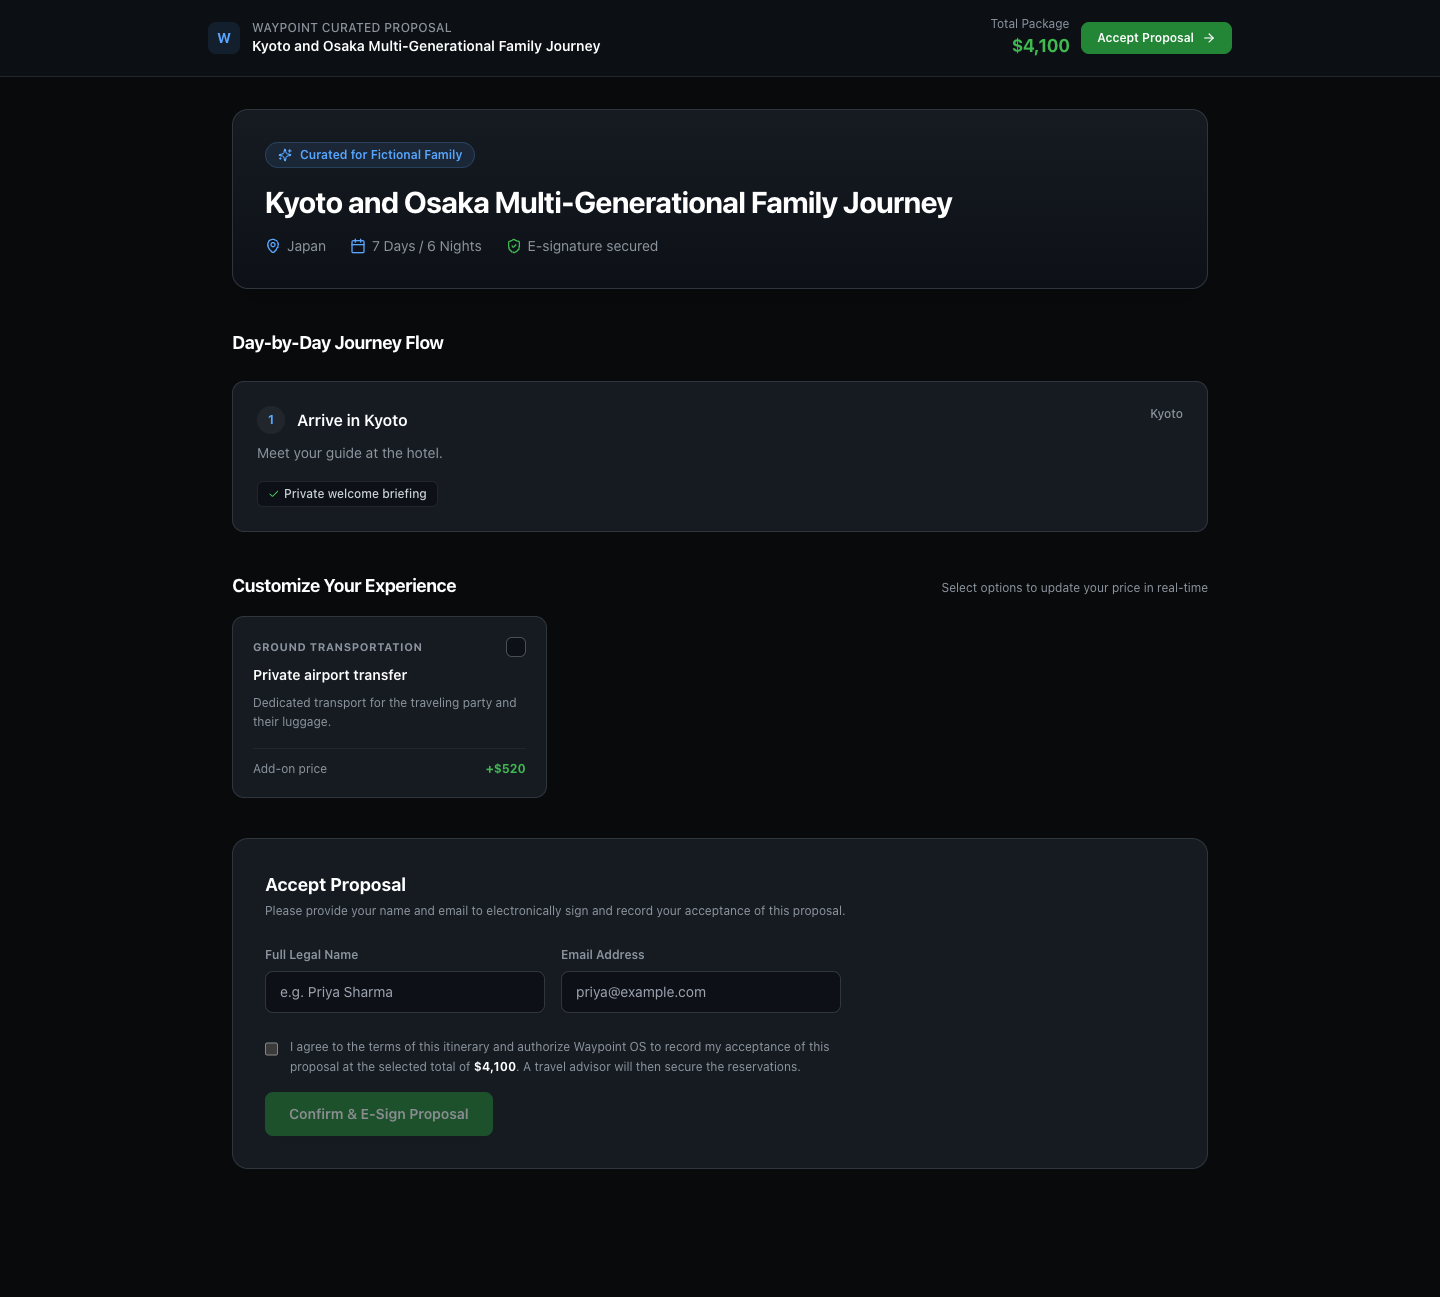 W
WAYPOINT CURATED PROPOSAL
Kyoto and Osaka Multi-Generational Family Journey
Total Package
$4,100
Accept Proposal
Curated for Fictional Family
Kyoto and Osaka Multi-Generational Family Journey
Japan
7 Days / 6 Nights
E-signature secured
Day-by-Day Journey Flow
1
Arrive in Kyoto
Kyoto
Meet your guide at the hotel.
Private welcome briefing
Customize Your Experience
Select options to update your price in real-time
GROUND TRANSPORTATION
Private airport transfer
Dedicated transport for the traveling party and
their luggage.
Add-on price
+$520
Accept Proposal
Please provide your name and email to electronically sign and record your acceptance of this proposal.
Full Legal Name
Email Address
e.g. Priya Sharma
priya@example.com
I agree to the terms of this itinerary and authorize Waypoint OS to record my acceptance of this
proposal at the selected total of $4,100. A travel advisor will then secure the reservations.
Confirm & E-Sign Proposal